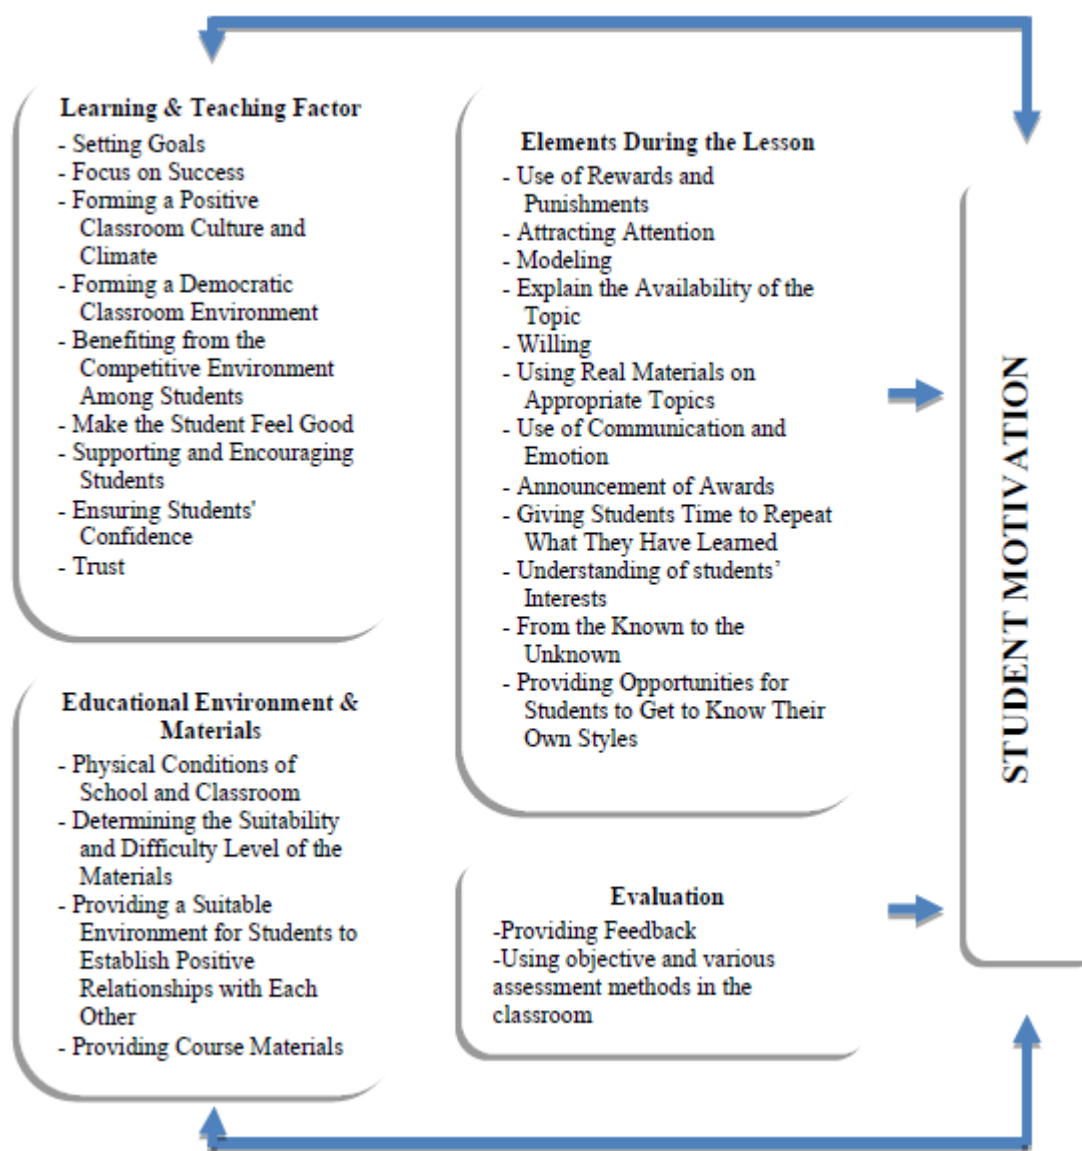 Learning & Teaching Factor
- Setting Goals
- Focus on Success
- Forming a Positive
Classroom Culture and
Climate
- Forming a Democratic
Classroom Environment
- Benefiting from the
Competitive Environment
Among Students
- Make the Student Feel Good
- Supporting and Encouraging
Students
- Ensuring Students'
Confidence
- Trust
Educational Environment &
Materials
- Physical Conditions of
School and Classroom
- Determining the Suitability
and Difficulty Level of the
Materials
- Providing a Suitable
Environment for Students to
Establish Positive
Relationships with Each
Other
- Providing Course Materials
Elements During the Lesson
- Use of Rewards and
Punishments
- Attracting Attention
- Modeling
- Explain the Availability of the
Topic
- Willing
- Using Real Materials on
Appropriate Topics
- Use of Communication and
Emotion
- Announcement of Awards
- Giving Students Time to Repeat
What They Have Learned
- Understanding of students’
Interests
- From the Known to the
Unknown
- Providing Opportunities for
Students to Get to Know Their
Own Styles
Evaluation
-Providing Feedback
-Using objective and various
assessment methods in the
classroom
STUDENT MOTIVATION